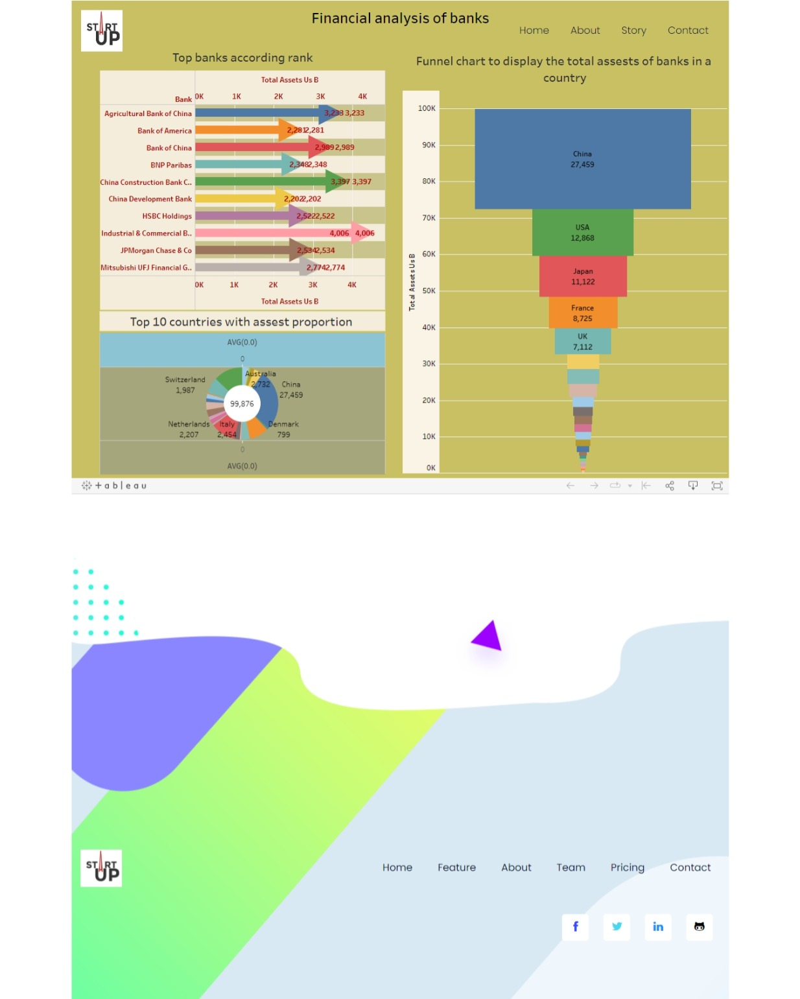 START
UP
Financial analysis of banks
Home About Story Contact
Top banks according rank
Total Assets Us B
Bank 0K 1K 2K 3K 4K
Agricultural Bank of China 3,233 3,233
Bank of America 2,281 2,281
Bank of China 2,989 2,989
BNP Paribas 2,348 2,348
China Construction Bank C.. 3,397 3,397
China Development Bank 2,202 2,202
HSBC Holdings 2,522 2,522
Industrial & Commercial B.. 4,006 4,006
JPMorgan Chase & Co 2,534 2,534
Mitsubishi UFJ Financial G.. 2,774 2,774
0K 1K 2K 3K 4K
Total Assets Us B
Top 10 countries with assest proportion
AVG(0.0)
0
Australia
2,732
Switzerland
1,987
China
27,459
99,876
Netherlands
2,207
Italy
2,454
Denmark
799
0
AVG(0.0)
Funnel chart to display the total assests of banks in a
country
Total Assets Us B
100K
90K
80K
70K
60K
50K
40K
30K
20K
10K
0K
China
27,459
USA
12,868
Japan
11,122
France
8,725
UK
7,112
+ableau
START
UP
Home Feature About Team Pricing Contact
f in